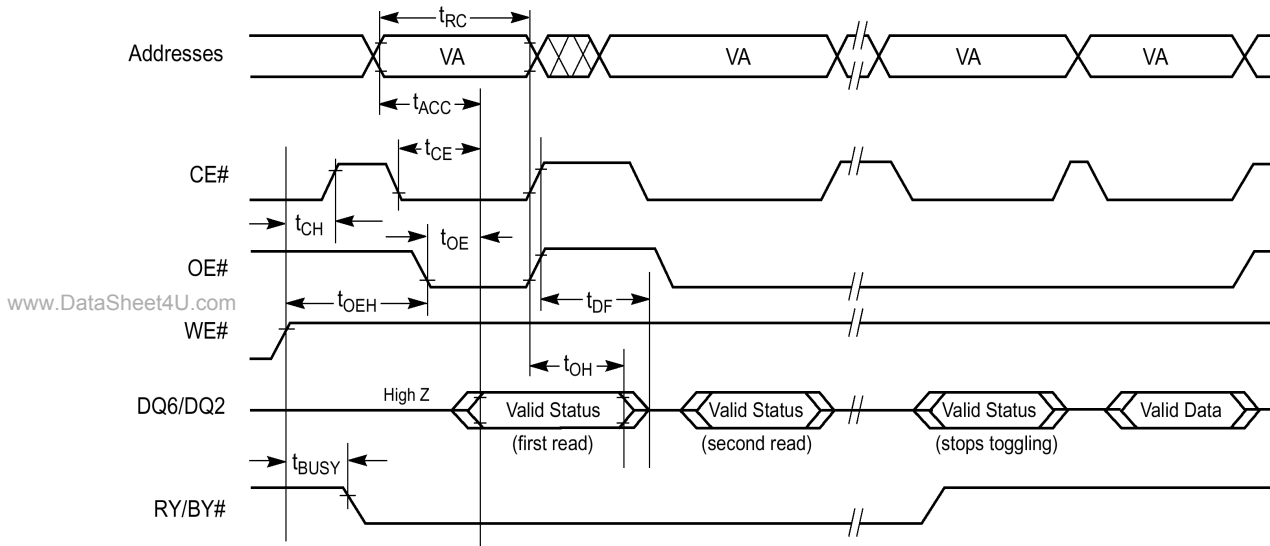 tRC
Addresses VA VA VA VA
tACC
tCE
CE#
tCH tOE
OE#
www.DataSheet4U.com
tOEH tDF
WE#
tOH
High Z
DQ6/DQ2 Valid Status Valid Status Valid Status Valid Data
(first read) (second read) (stops toggling)
tBUSY
RY/BY#